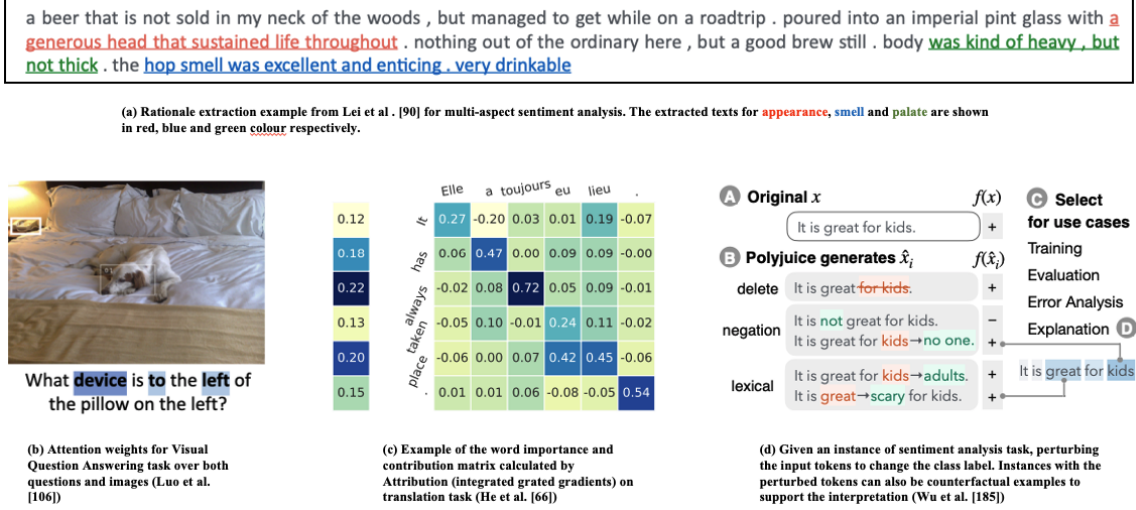 a beer that is not sold in my neck of the woods , but managed to get while on a roadtrip . poured into an imperial pint glass with a
generous head that sustained life throughout . nothing out of the ordinary here , but a good brew still . body was kind of heavy , but
not thick . the hop smell was excellent and enticing . very drinkable
(a) Rationale extraction example from Lei et al . [90] for multi-aspect sentiment analysis. The extracted texts for appearance, smell and palate are shown
in red, blue and green colour respectively.
What device is to the left of
the pillow on the left?
(b) Attention weights for Visual
Question Answering task over both
questions and images (Luo et al.
[106])
Elle a toujours eu lieu .
0.12 It 0.27 -0.20 0.03 0.01 0.19 -0.07
0.18 has 0.06 0.47 0.00 0.09 0.09 -0.00
0.22 always -0.02 0.08 0.72 0.05 0.09 -0.01
0.13 taken -0.05 0.10 -0.01 0.24 0.11 -0.02
0.20 place -0.06 0.00 0.07 0.42 0.45 -0.06
0.15 . 0.01 0.01 0.06 -0.08 -0.05 0.54
(c) Example of the word importance and
contribution matrix calculated by
Attribution (integrated grated gradients) on
translation task (He et al. [66])
A Original x f(x)
It is great for kids. +
B Polyjuice generates x̂i f(x̂i)
delete It is great for kids. +
negation It is not great for kids. −
It is great for kids→no one. +
lexical It is great for kids→adults. +
It is great→scary for kids. +
C Select
for use cases
Training
Evaluation
Error Analysis
Explanation D
It is great for kids
(d) Given an instance of sentiment analysis task, perturbing
the input tokens to change the class label. Instances with the
perturbed tokens can also be counterfactual examples to
support the interpretation (Wu et al. [185])